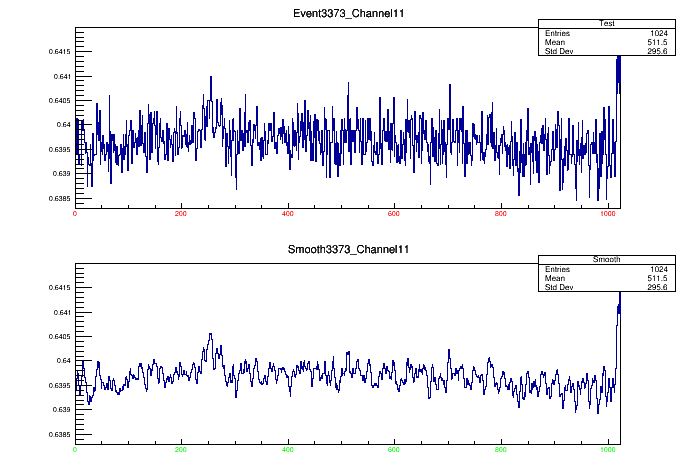 Event3373_Channel11
Test
Entries 1024
Mean 511.5
Std Dev 295.6
0.6415
0.641
0.6405
0.64
0.6395
0.639
0.6385
0 200 400 600 800 1000
Smooth3373_Channel11
Smooth
Entries 1024
Mean 511.5
Std Dev 295.6
0.6415
0.641
0.6405
0.64
0.6395
0.639
0.6385
0 200 400 600 800 1000